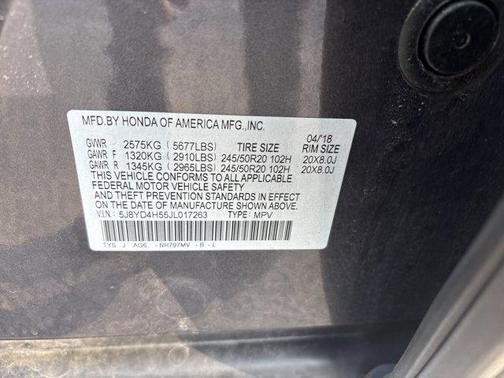 MFD.BY HONDA OF AMERICA MFG.,INC.
04/18
GVWR 2575KG (5677LBS) TIRE SIZE RIM SIZE
GAWR F 1320KG (2910LBS) 245/50R20 102H 20X8.0J
GAWR R 1345KG (2965LBS) 245/50R20 102H 20X8.0J
THIS VEHICLE CONFORMS TO ALL APPLICABLE
FEDERAL MOTOR VEHICLE SAFETY
AND THEFT PREVENTION STANDARDS IN EFFECT
ON THE DATE OF MANUFACTURE SHOWN ABOVE.
V.I.N.: 5J8YD4H55JL017263 TYPE: MPV
TYS J AG6 - NH797MV - B - L